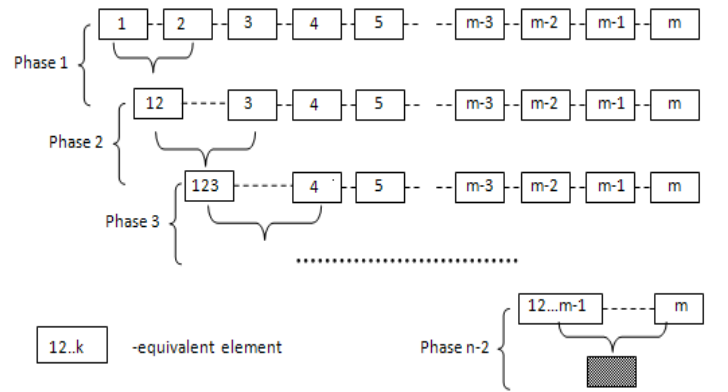 1 2 3 4 5 m-3 m-2 m-1 m
Phase 1
12 3 4 5 m-3 m-2 m-1 m
Phase 2
123 4 5 m-3 m-2 m-1 m
Phase 3
12...m-1 m
Phase n-2
12..k -equivalent element